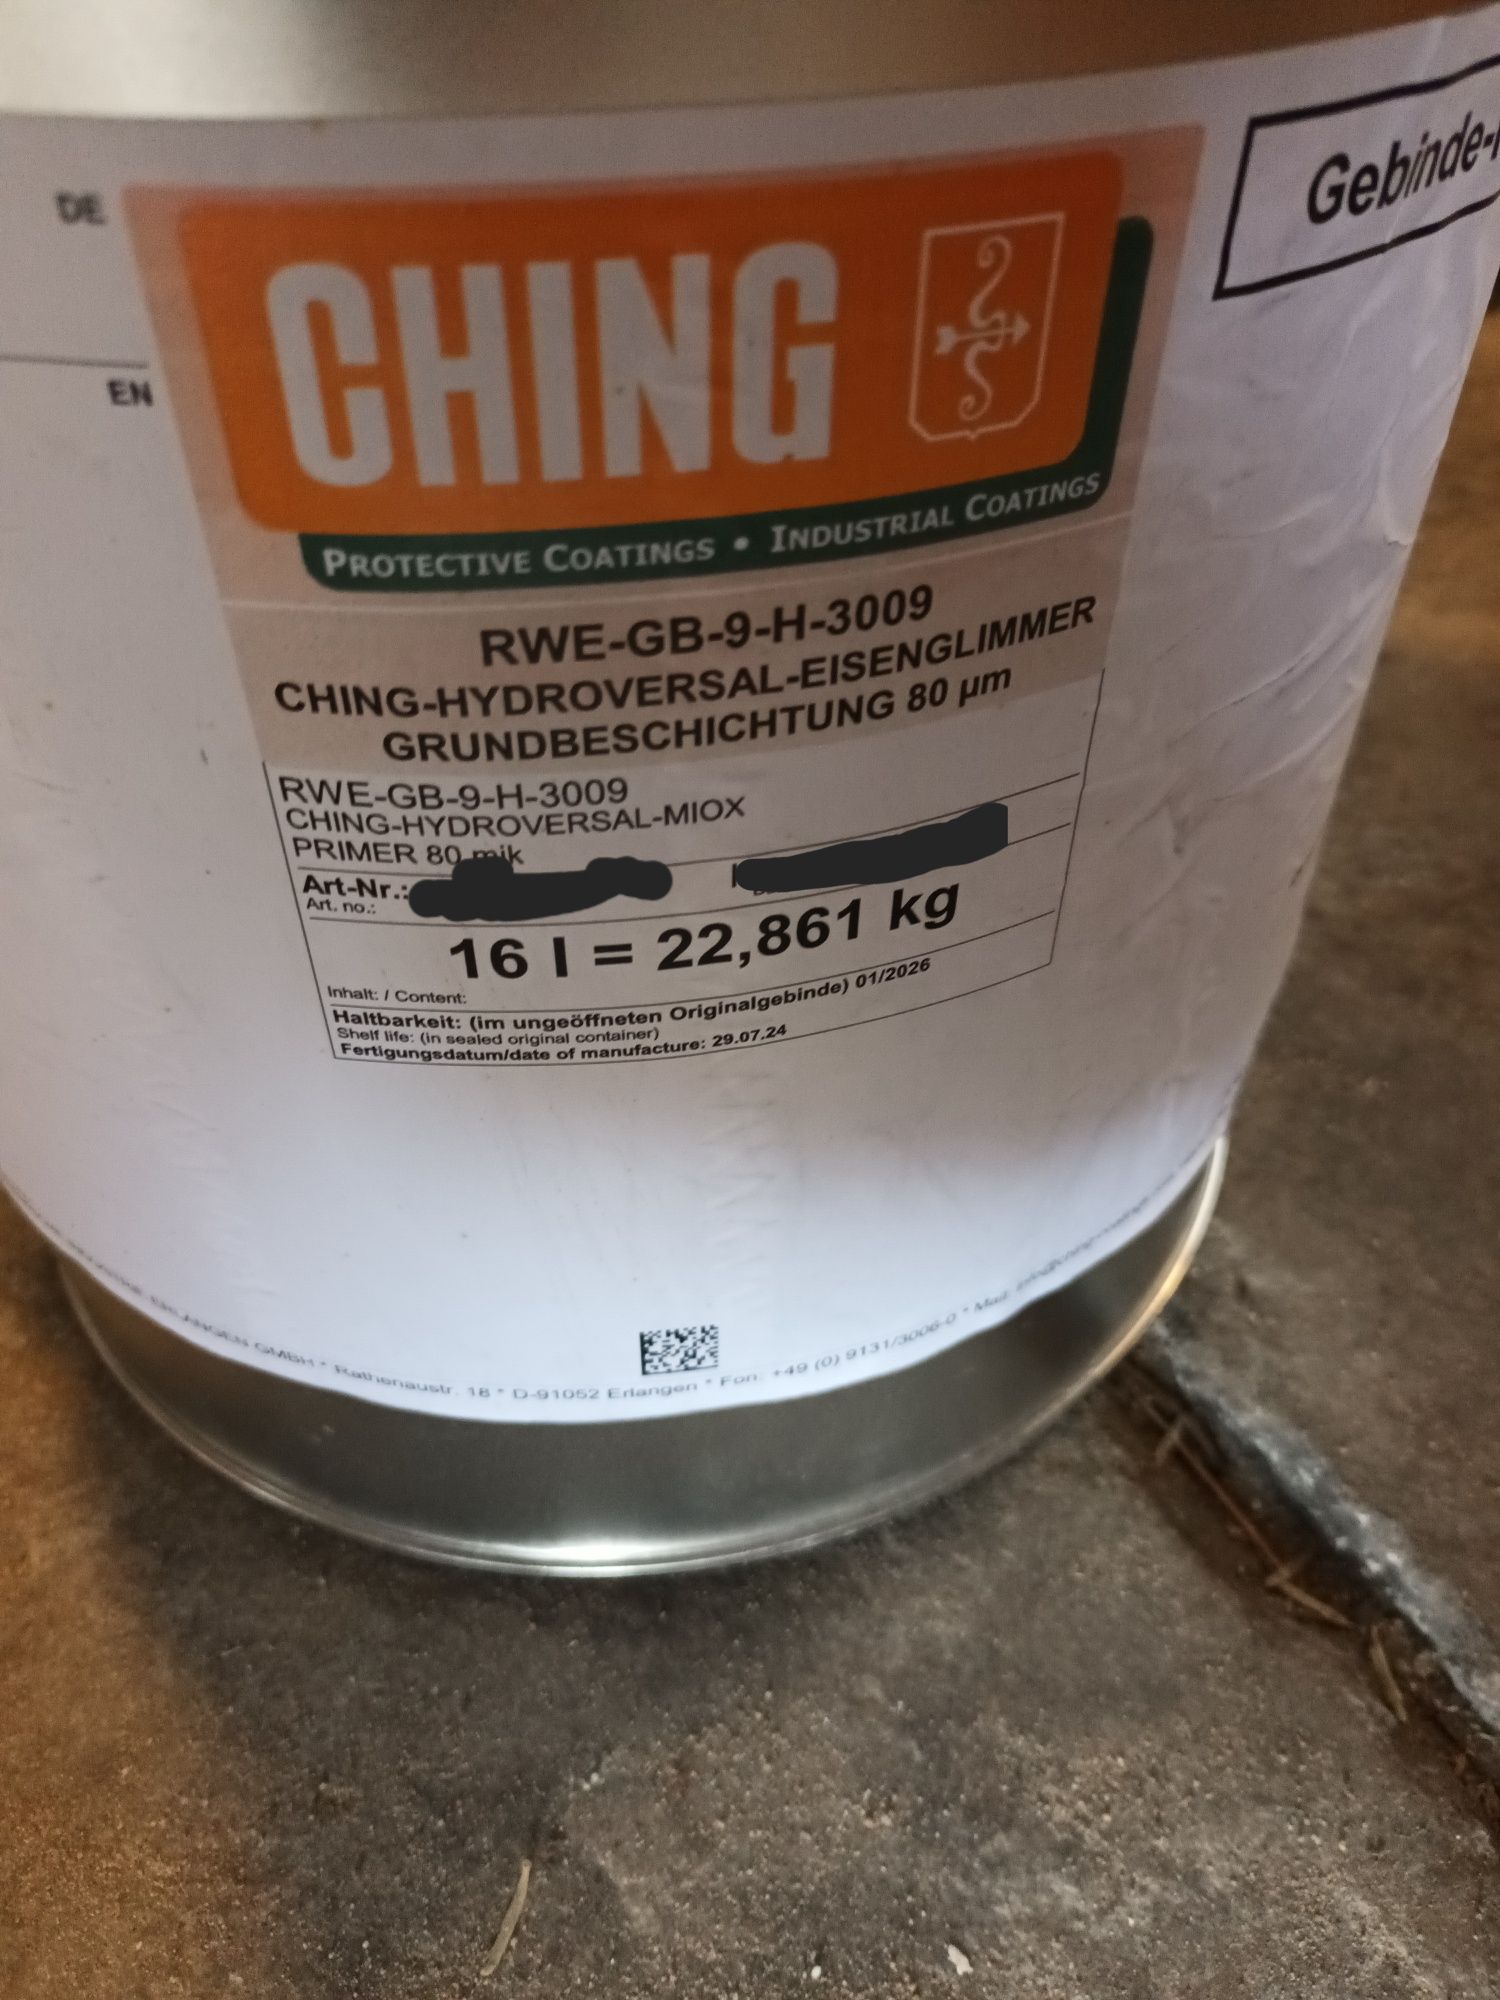 DE
EN
Gebinde-
CHING
PROTECTIVE COATINGS • INDUSTRIAL COATINGS
RWE-GB-9-H-3009
CHING-HYDROVERSAL-EISENGLIMMER
GRUNDBESCHICHTUNG 80 µm
RWE-GB-9-H-3009
CHING-HYDROVERSAL-MIOX
PRIMER 80 mik
Art-Nr.:
Art. no.:
16 l = 22,861 kg
Inhalt: / Content:
Haltbarkeit: (im ungeöffneten Originalgebinde) 01/2026
Shelf life: (in sealed original container)
Fertigungsdatum/date of manufacture: 29.07.24
ERLANGEN GMBH * Rathenaustr. 18 * D-91052 Erlangen * Fon: +49 (0) 9131/3006-0 * Mail: